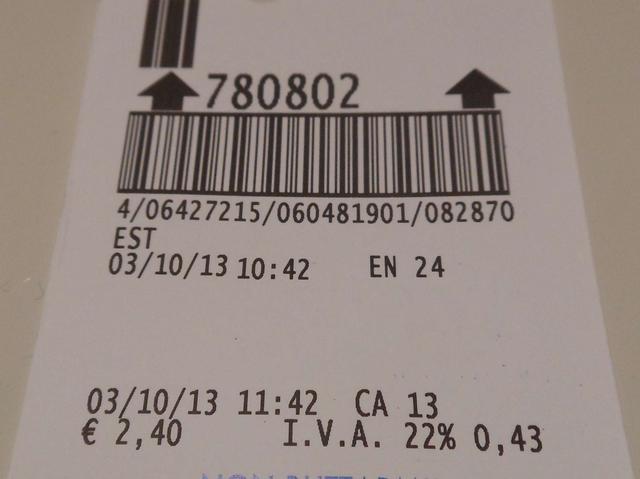 780802
4/06427215/060481901/082870
EST
03/10/13 10:42 EN 24
03/10/13 11:42 CA 13
€ 2,40 I.V.A. 22% 0,43